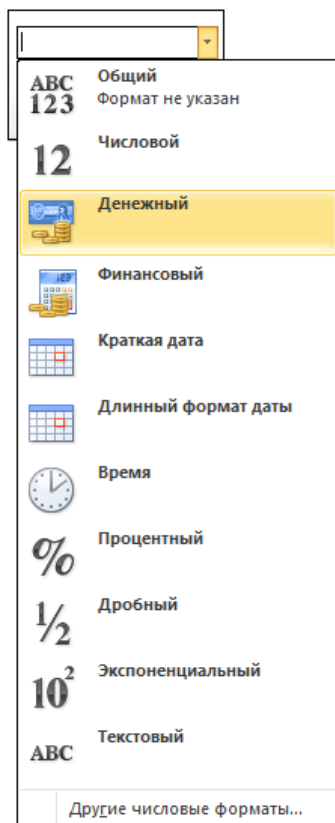 ABC
123
Общий
Формат не указан
12
Числовой
Денежный
123
Финансовый
Краткая дата
Длинный формат даты
Время
%
Процентный
1/2
Дробный
10²
Экспоненциальный
ABC
Текстовый
Другие числовые форматы...